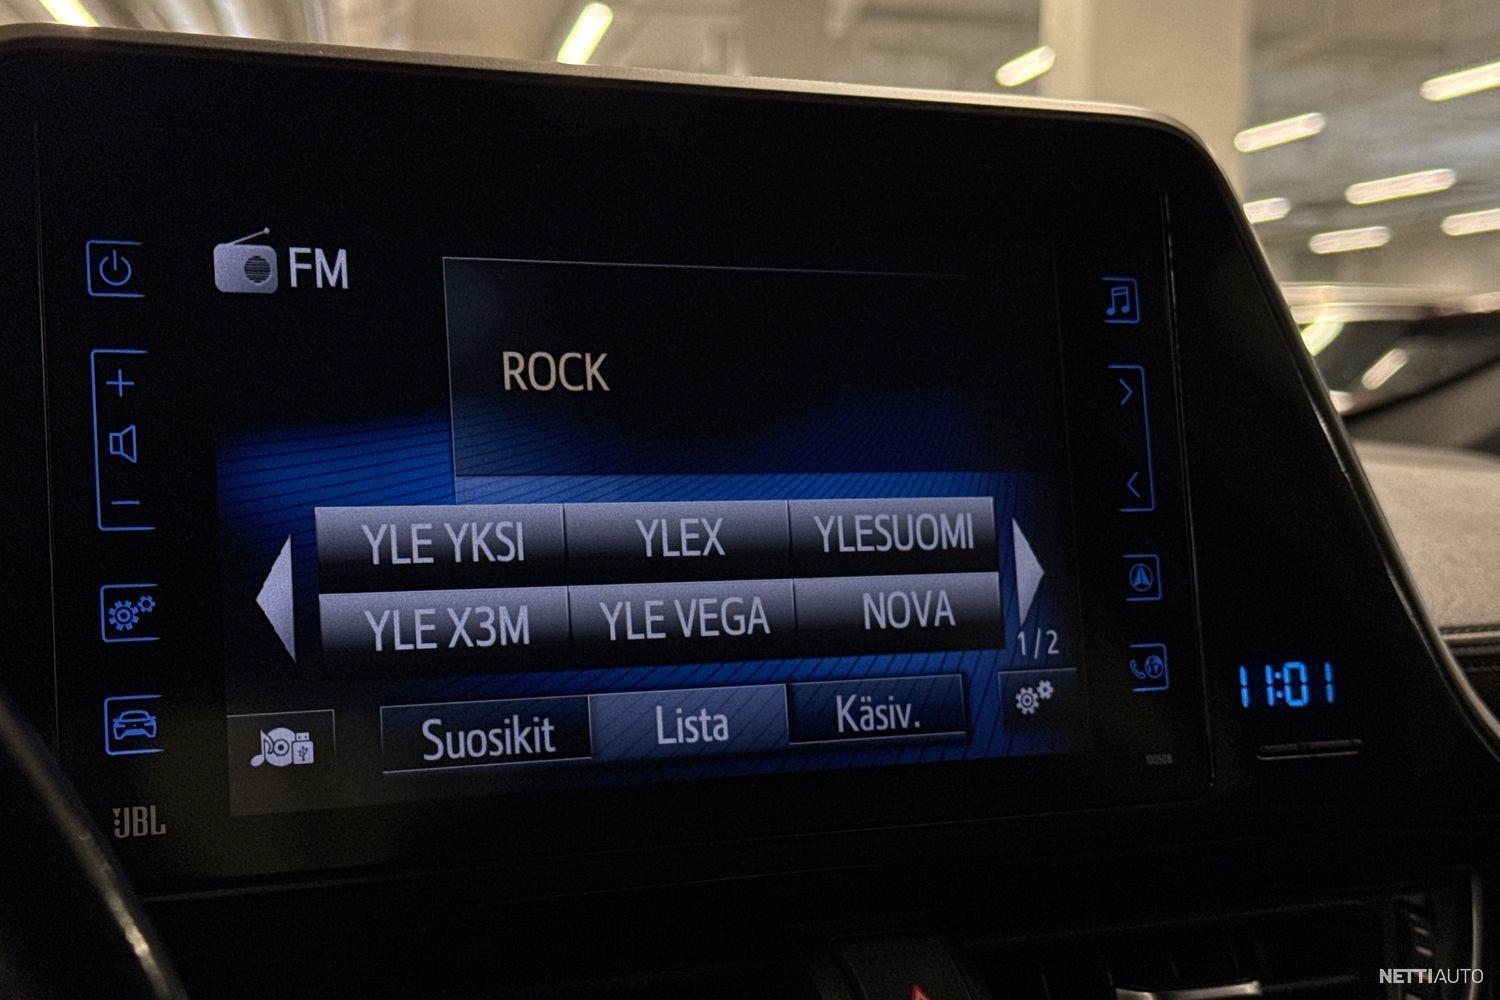 FM
ROCK
YLE YKSI YLEX YLESUOMI
YLE X3M YLE VEGA NOVA
1/2
Suosikit Lista Käsiv.
11:01
100508
JBL
NETTIAUTO